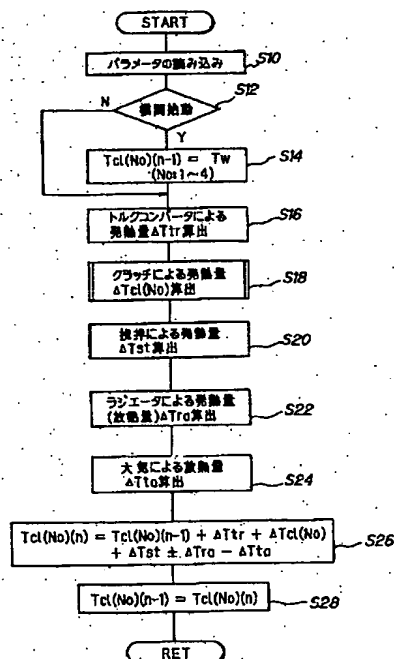 START
パラメータの読み込み
S10
機関始動
S12
N
Y
Tcl(No)(n-1) = Tw
(No=1~4)
S14
トルクコンバータによる
発熱量ΔTtr算出
S16
クラッチによる発熱量
ΔTcl(No)算出
S18
攪拌による発熱量
ΔTst算出
S20
ラジエータによる発熱量
(放熱量)ΔTra算出
S22
大気による放熱量
ΔTta算出
S24
Tcl(No)(n) = Tcl(No)(n-1) + ΔTtr + ΔTcl(No)
+ ΔTst ± ΔTra - ΔTta
S26
Tcl(No)(n-1) = Tcl(No)(n)
S28
RET